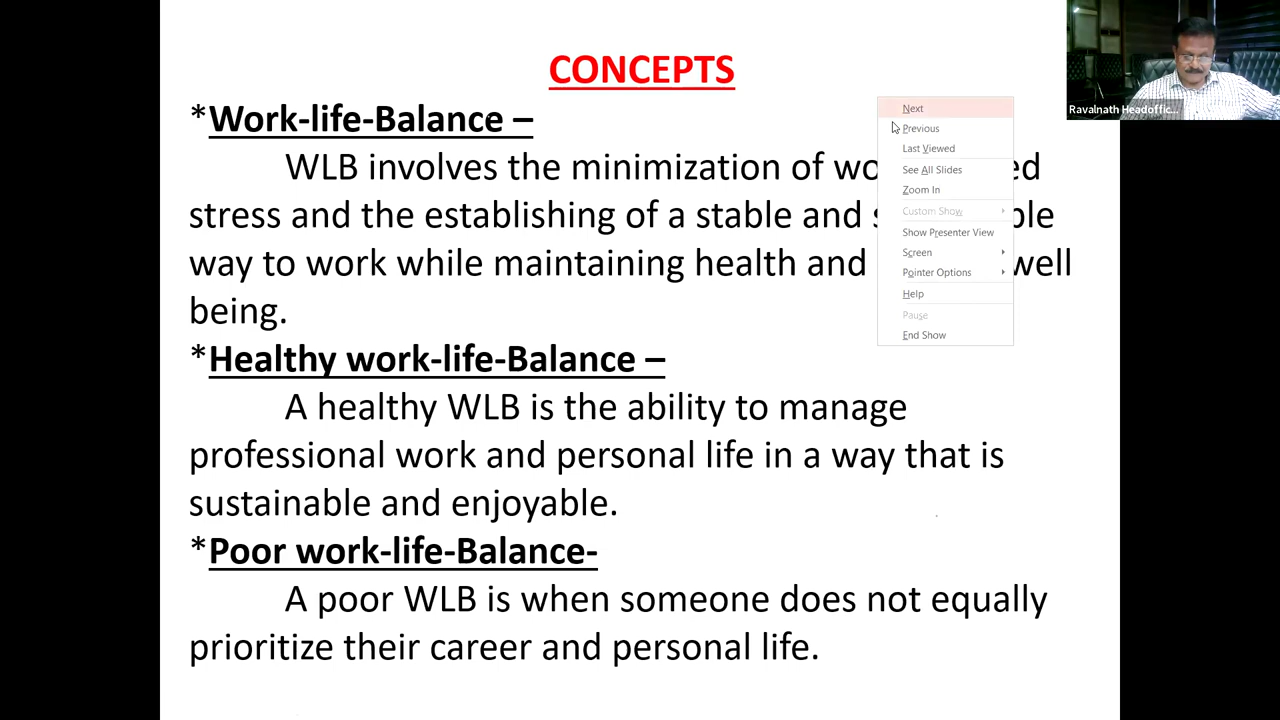 CONCEPTS
*Work-life-Balance –
WLB involves the minimization of
stress and the establishing of a stable and
way to work while maintaining health and well
being.
*Healthy work-life-Balance –
A healthy WLB is the ability to manage
professional work and personal life in a way that is
sustainable and enjoyable.
*Poor work-life-Balance-
A poor WLB is when someone does not equally
prioritize their career and personal life.
Next
Previous
Last Viewed
See All Slides
Zoom In
Custom Show
Show Presenter View
Screen
Pointer Options
Help
Pause
End Show
Ravalnath Headoffic...